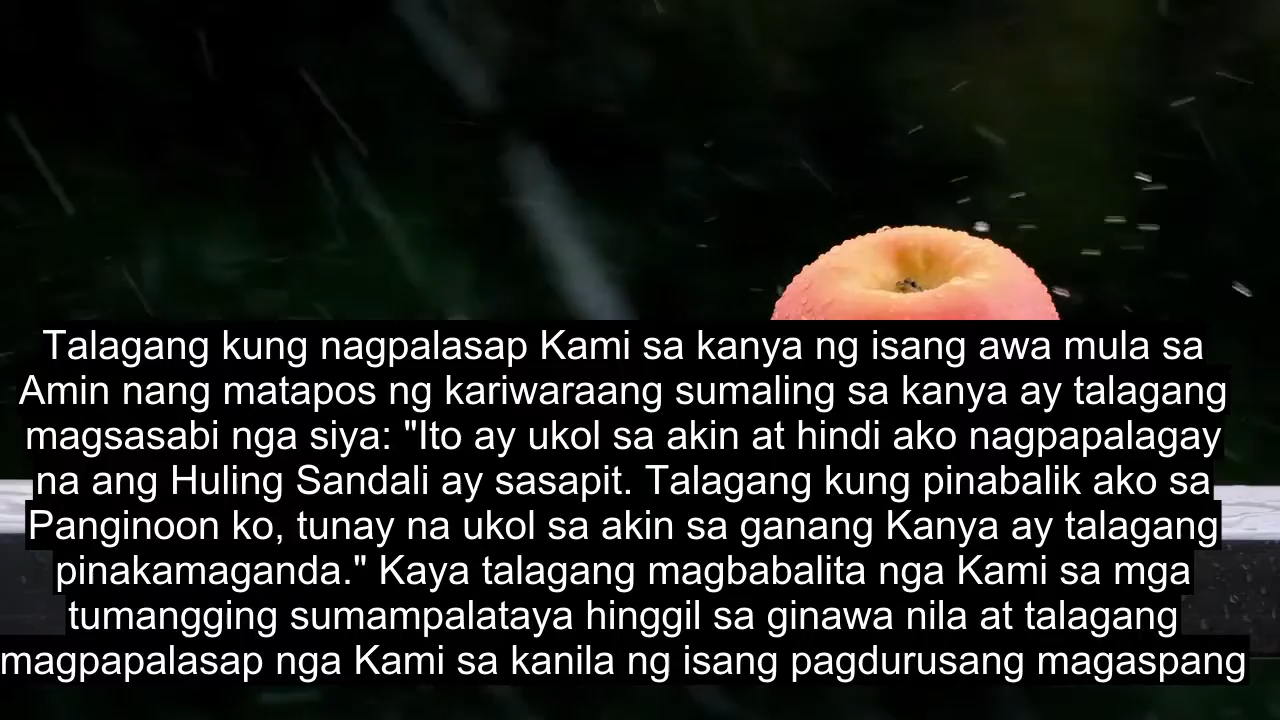 Talagang kung nagpalasap Kami sa kanya ng isang awa mula sa
Amin nang matapos ng kariwaraang sumaling sa kanya ay talagang
magsasabi nga siya: "Ito ay ukol sa akin at hindi ako nagpapalagay
na ang Huling Sandali ay sasapit. Talagang kung pinabalik ako sa
Panginoon ko, tunay na ukol sa akin sa ganang Kanya ay talagang
pinakamaganda." Kaya talagang magbabalita nga Kami sa mga
tumangging sumampalataya hinggil sa ginawa nila at talagang
magpapalasap nga Kami sa kanila ng isang pagdurusang magaspang